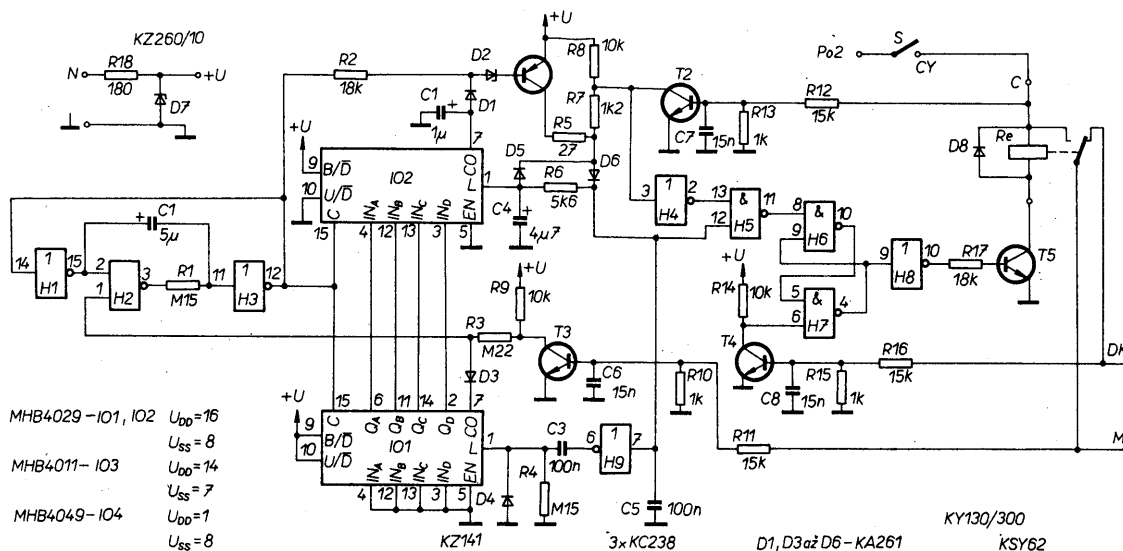 KZ260/10
N
R18
180
D7
+U
R2
18k
D2
D1
C1
+
1µ
+U
R8
10k
R7
1k2
R5
27
T2
C7
15n
R13
1k
R12
15k
Po2
S
CY
C
D8
Re
+U
9
B/D̅
10
U/D̅
IO2
7
CO
L
1
EN
5
C
15
IN_A
4
IN_B
12
IN_C
13
IN_D
3
D5
R6
5k6
D6
C4
+
4µ7
3
1
H4
2
13
12
&
H5
11
8
9
&
H6
10
5
6
&
H7
4
9
1
H8
10
R17
18k
T5
14
1
H1
15
+
C1
5µ
2
1
H2
3
R1
M15
11
1
H3
12
+U
R9
10k
R3
M22
D3
T3
C6
15n
R10
1k
+U
R14
10k
T4
C8
15n
R15
1k
R16
15k
DK
R11
15k
M
+U
9
B/D̅
10
U/D̅
IO1
15
C
6
Q_A
11
Q_B
14
Q_C
2
Q_D
7
CO
L
1
IN_A
4
IN_B
12
IN_C
13
IN_D
3
EN
5
D4
R4
M15
C3
100n
6
1
H9
7
C5
100n
MHB4029-IO1, IO2 U_DD=16
U_SS=8
MHB4011-IO3 U_DD=14
U_SS=7
MHB4049-IO4 U_DD=1
U_SS=8
KZ141
3×KC238
D1, D3 až D6-KA261
KY130/300
KSY62